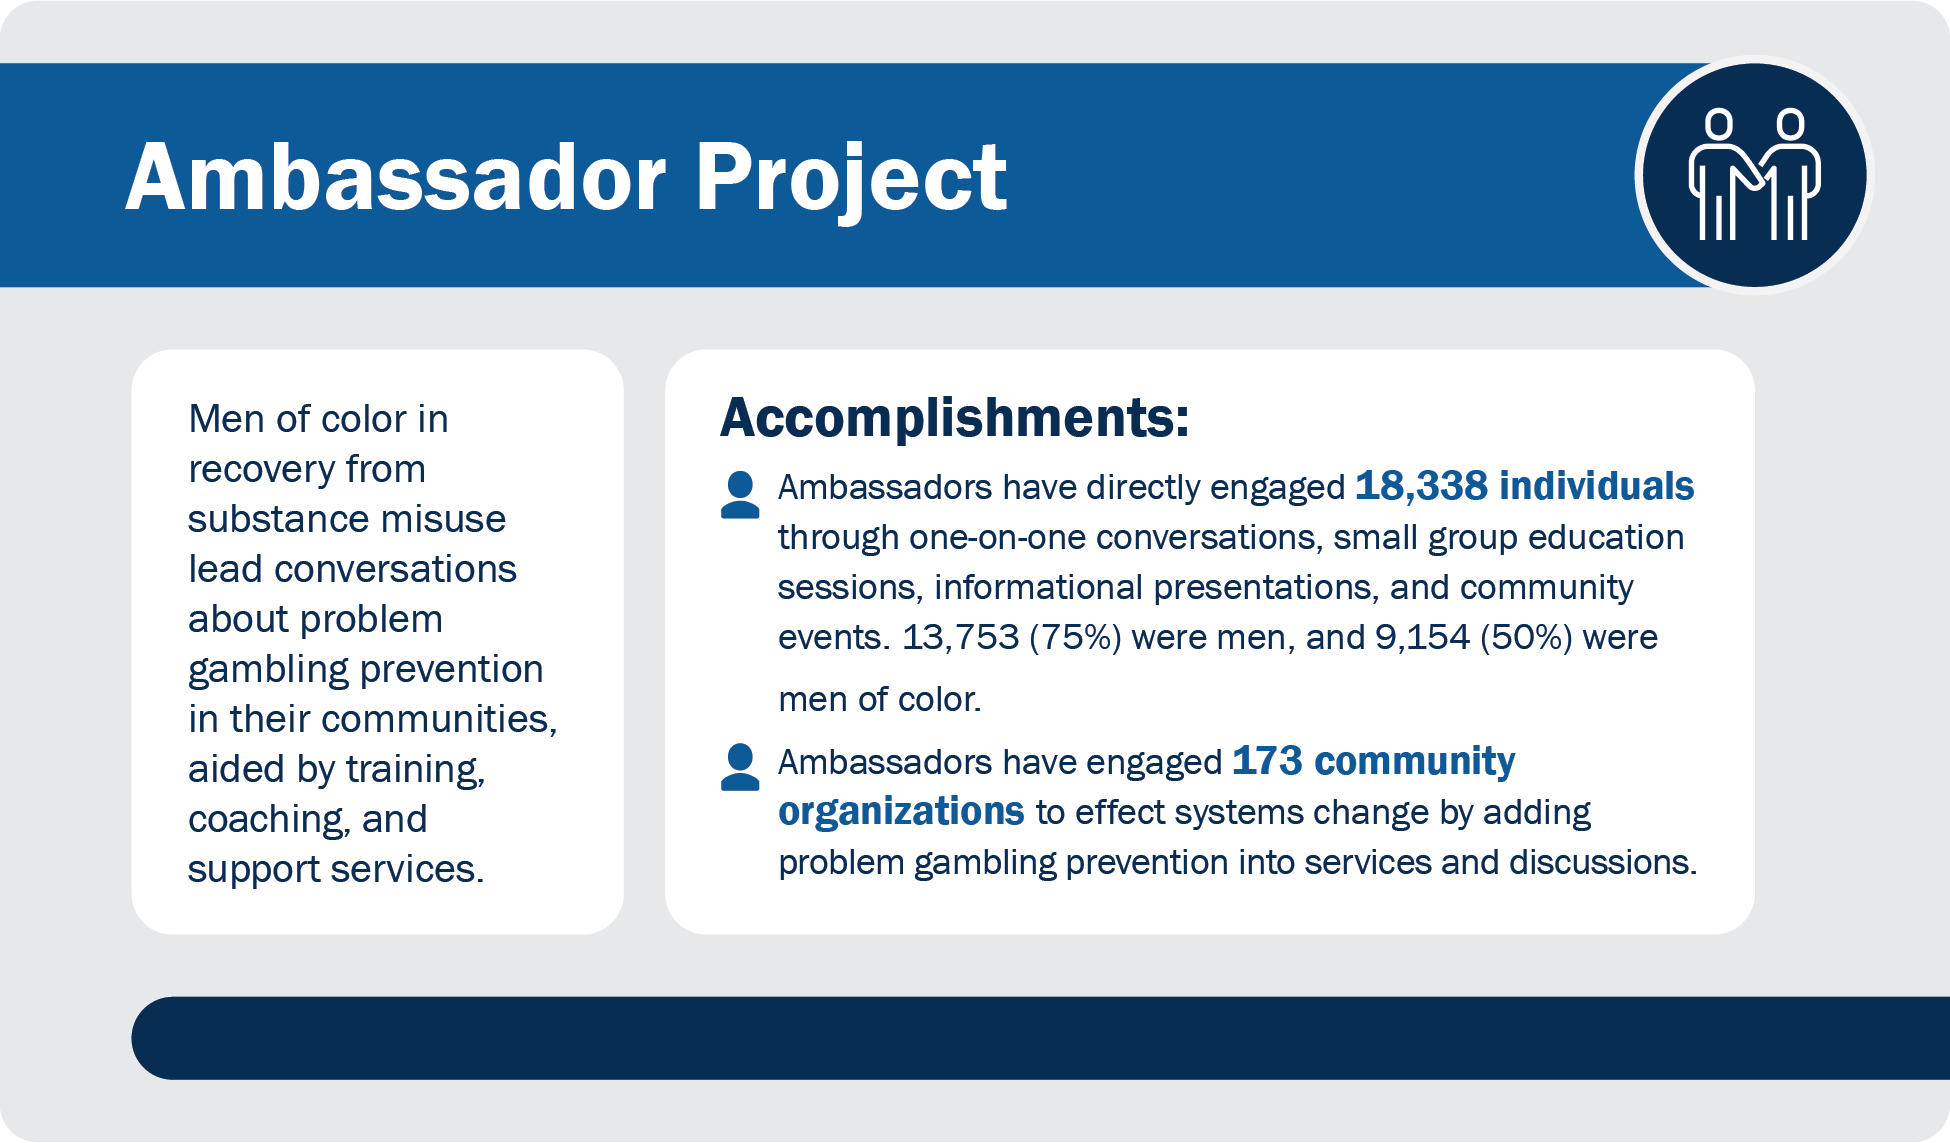 Ambassador Project
Men of color in
recovery from
substance misuse
lead conversations
about problem
gambling prevention
in their communities,
aided by training,
coaching, and
support services.
Accomplishments:
Ambassadors have directly engaged 18,338 individuals
through one-on-one conversations, small group education
sessions, informational presentations, and community
events. 13,753 (75%) were men, and 9,154 (50%) were
men of color.
Ambassadors have engaged 173 community
organizations to effect systems change by adding
problem gambling prevention into services and discussions.